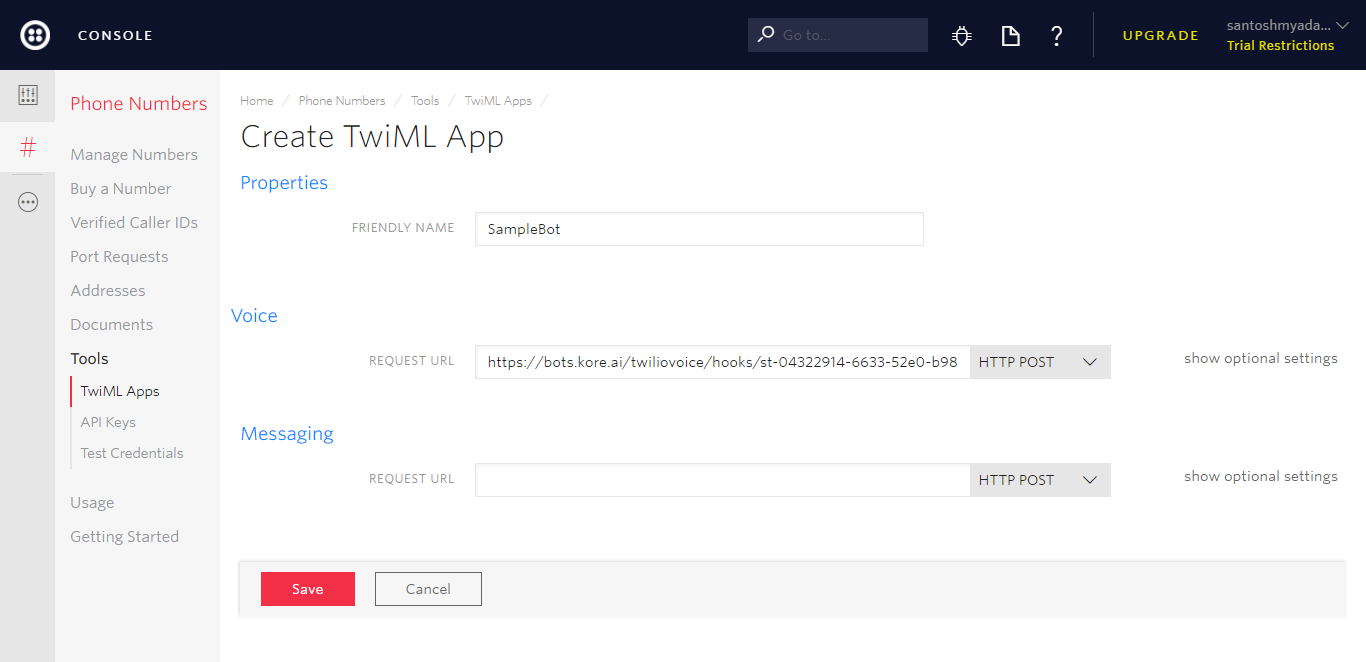 CONSOLE
Go to...
UPGRADE
santoshmyada...
Trial Restrictions
Phone Numbers
Manage Numbers
Buy a Number
Verified Caller IDs
Port Requests
Addresses
Documents
Tools
TwiML Apps
API Keys
Test Credentials
Usage
Getting Started
Home / Phone Numbers / Tools / TwiML Apps /
Create TwiML App
Properties
FRIENDLY NAME SampleBot
Voice
REQUEST URL https://bots.kore.ai/twiliovoice/hooks/st-04322914-6633-52e0-b98 HTTP POST show optional settings
Messaging
REQUEST URL HTTP POST show optional settings
Save Cancel